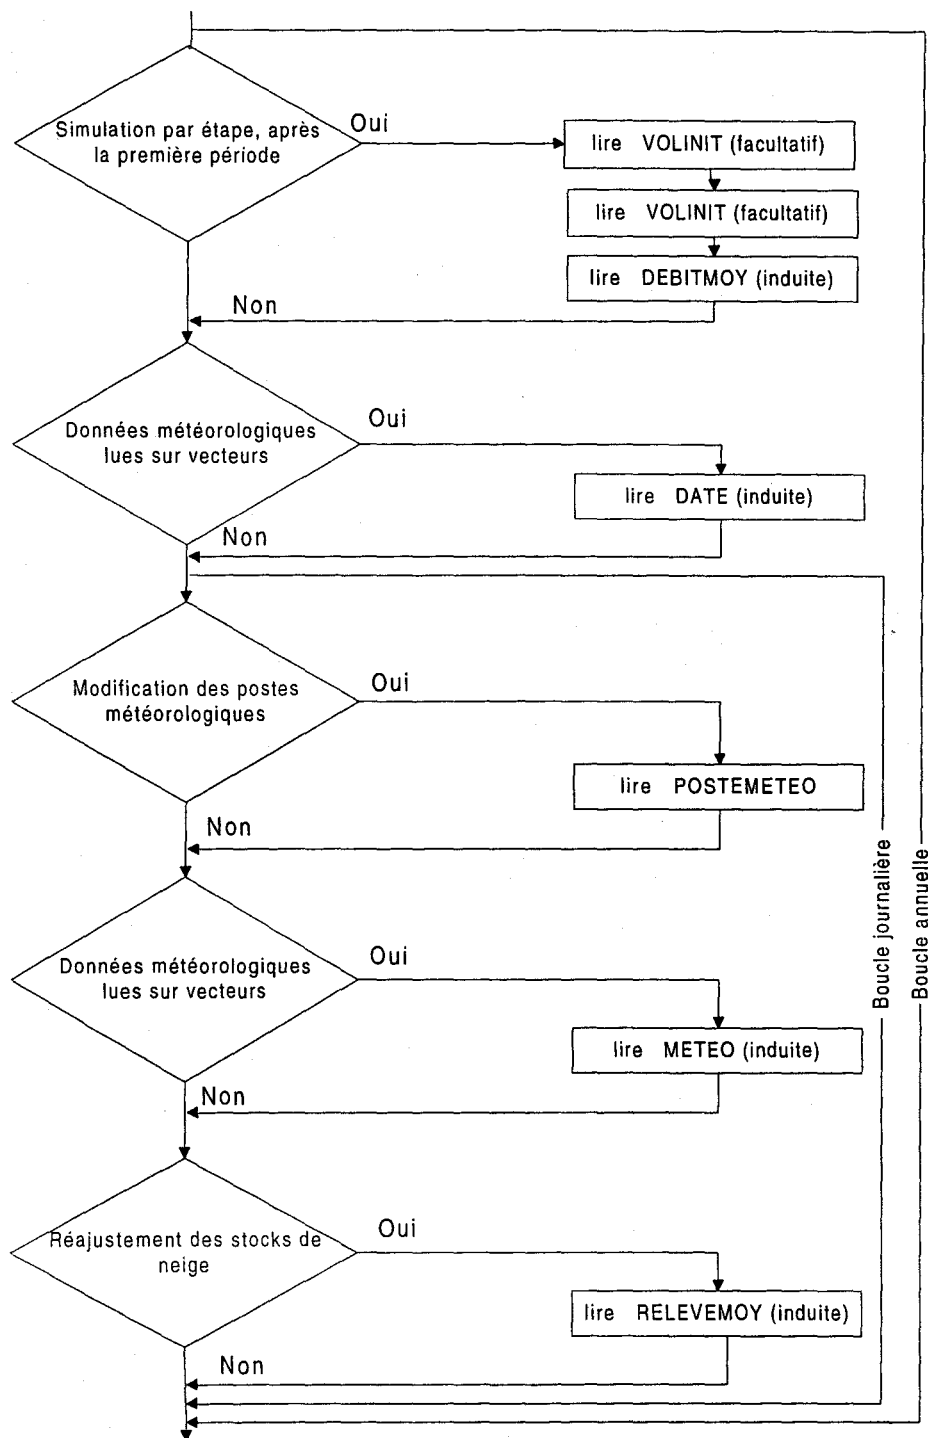 Simulation par étape, après
la première période
Oui
lire VOLINIT (facultatif)
lire VOLINIT (facultatif)
lire DEBITMOY (induite)
Non
Données météorologiques
lues sur vecteurs
Oui
lire DATE (induite)
Non
Modification des postes
météorologiques
Oui
lire POSTEMETEO
Non
Données météorologiques
lues sur vecteurs
Oui
lire METEO (induite)
Non
Réajustement des stocks de
neige
Oui
lire RELEVEMOY (induite)
Non
Boucle journalière
Boucle annuelle